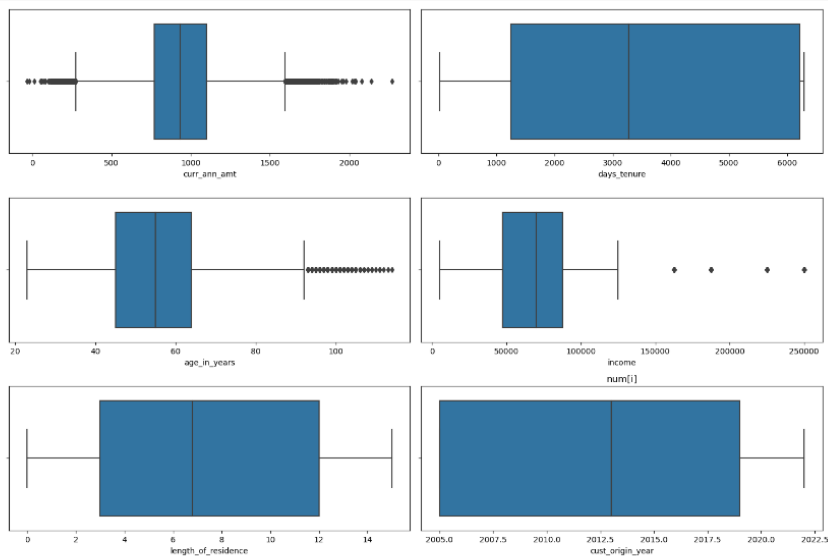 0 500 1000 1500 2000
curr_ann_amt
0 1000 2000 3000 4000 5000 6000
days_tenure
20 40 60 80 100
age_in_years
0 50000 100000 150000 200000 250000
income
num[i]
0 2 4 6 8 10 12 14
length_of_residence
2005.0 2007.5 2010.0 2012.5 2015.0 2017.5 2020.0 2022.5
cust_origin_year